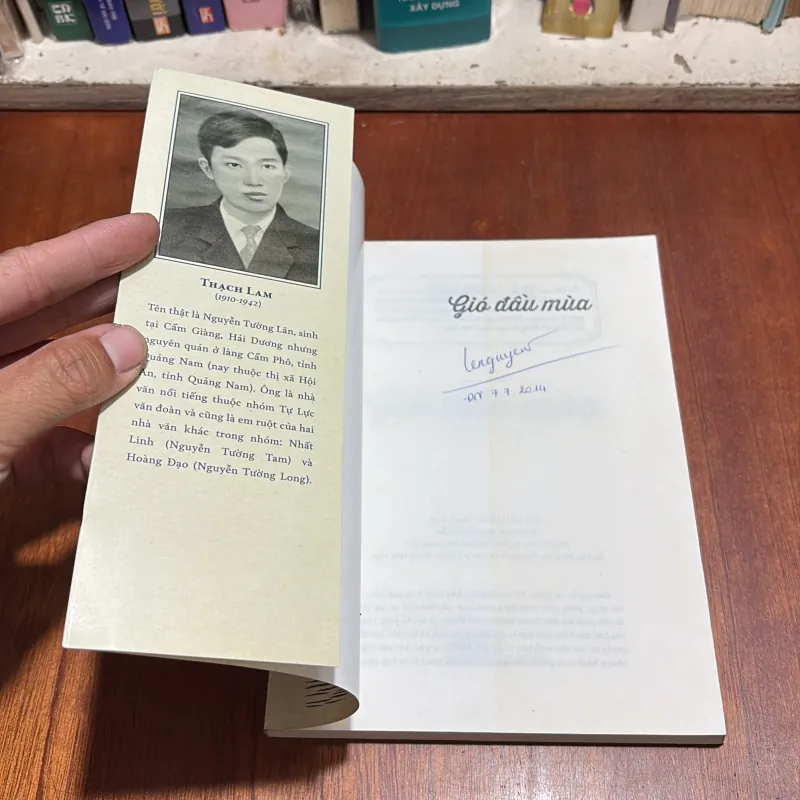 XÂY DỰNG
THẠCH LAM
(1910-1942)
Tên thật là Nguyễn Tường Lân, sinh
tại Cẩm Giàng, Hải Dương nhưng
nguyên quán ở làng Cẩm Phô, tỉnh
Quảng Nam (nay thuộc thị xã Hội
An, tỉnh Quảng Nam). Ông là nhà
văn nổi tiếng thuộc nhóm Tự Lực
văn đoàn và cũng là em ruột của hai
nhà văn khác trong nhóm: Nhất
Linh (Nguyễn Tường Tam) và
Hoàng Đạo (Nguyễn Tường Long).
Gió đầu mùa
lenguyen
7 7 2014